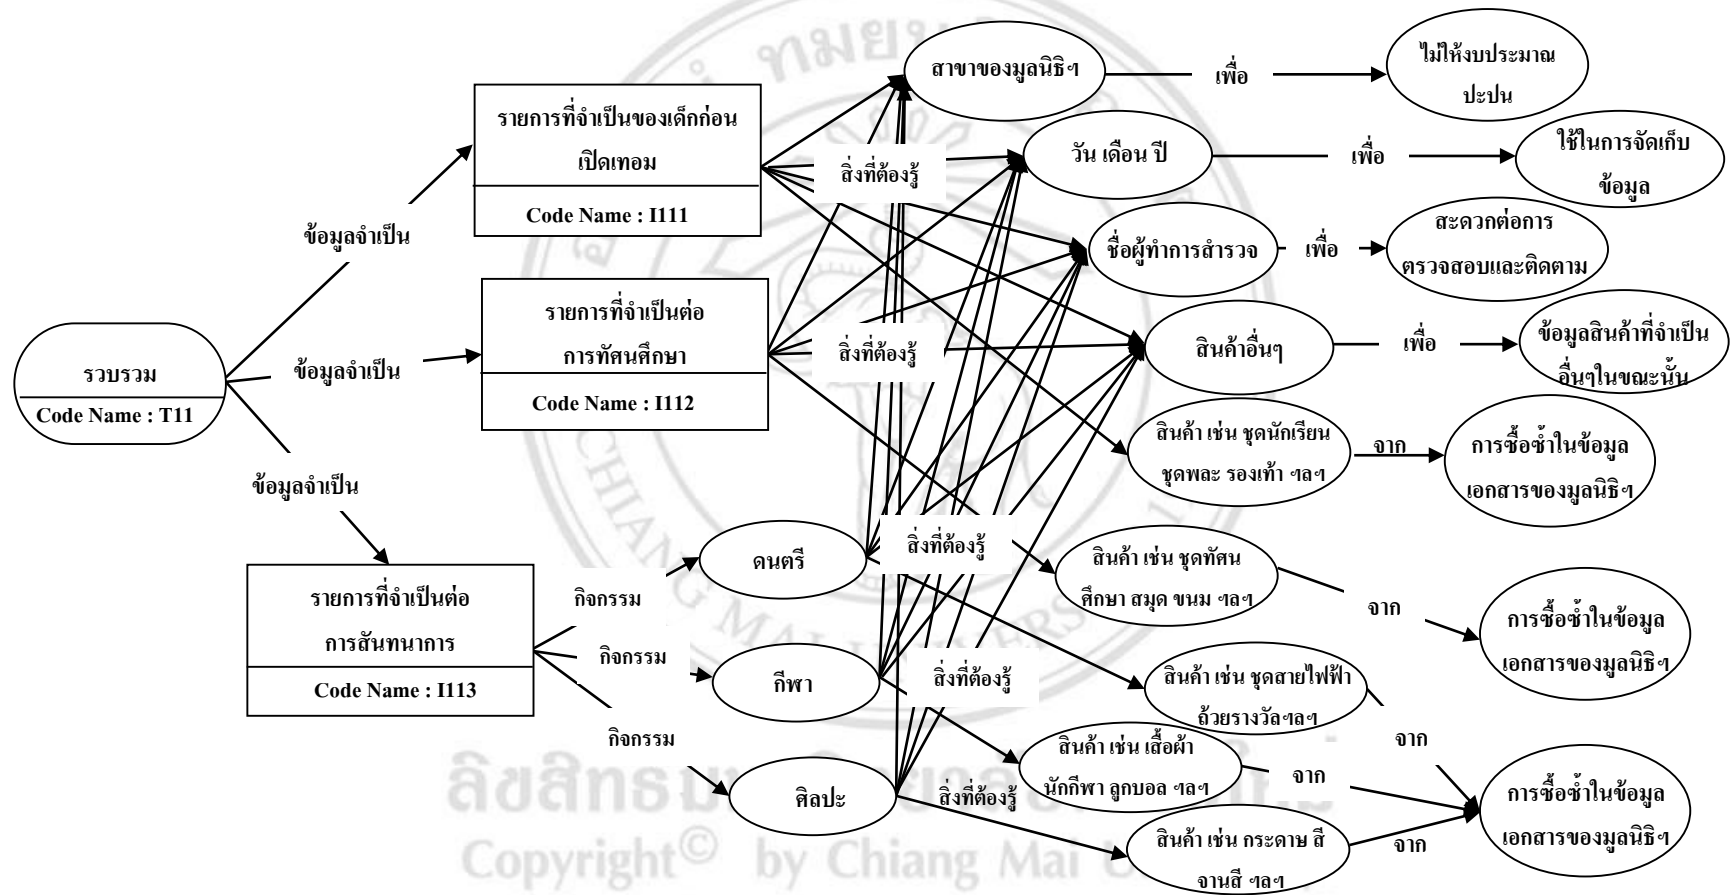 รวบรวม
Code Name : T11
ข้อมูลจำเป็น
ข้อมูลจำเป็น
ข้อมูลจำเป็น
รายการที่จำเป็นของเด็กก่อน
เปิดเทอม
Code Name : I111
รายการที่จำเป็นต่อ
การทัศนศึกษา
Code Name : I112
รายการที่จำเป็นต่อ
การสันทนาการ
Code Name : I113
กิจกรรม
กิจกรรม
กิจกรรม
ดนตรี
กีฬา
ศิลปะ
สิ่งที่ต้องรู้
สิ่งที่ต้องรู้
สิ่งที่ต้องรู้
สิ่งที่ต้องรู้
สิ่งที่ต้องรู้
สาขาของมูลนิธิฯ
เพื่อ
ไม่ให้งบประมาณ
ปะปน
วัน เดือน ปี
เพื่อ
ใช้ในการจัดเก็บ
ข้อมูล
ชื่อผู้ทำการสำรวจ
เพื่อ
สะดวกต่อการ
ตรวจสอบและติดตาม
สินค้าอื่นๆ
เพื่อ
ข้อมูลสินค้าที่จำเป็น
อื่นๆในขณะนั้น
สินค้า เช่น ชุดนักเรียน
ชุดพละ รองเท้า ฯลฯ
จาก
การซื้อซ้ำในข้อมูล
เอกสารของมูลนิธิฯ
สินค้า เช่น ชุดทัศน
ศึกษา สมุด ขนม ฯลฯ
จาก
การซื้อซ้ำในข้อมูล
เอกสารของมูลนิธิฯ
สินค้า เช่น ชุดสายไฟฟ้า
ถ้วยรางวัลฯลฯ
จาก
สินค้า เช่น เสื้อผ้า
นักกีฬา ลูกบอล ฯลฯ
จาก
สินค้า เช่น กระดาษ สี
จานสี ฯลฯ
จาก
การซื้อซ้ำในข้อมูล
เอกสารของมูลนิธิฯ
CHIANG MAI
Copyright© by Chiang Mai